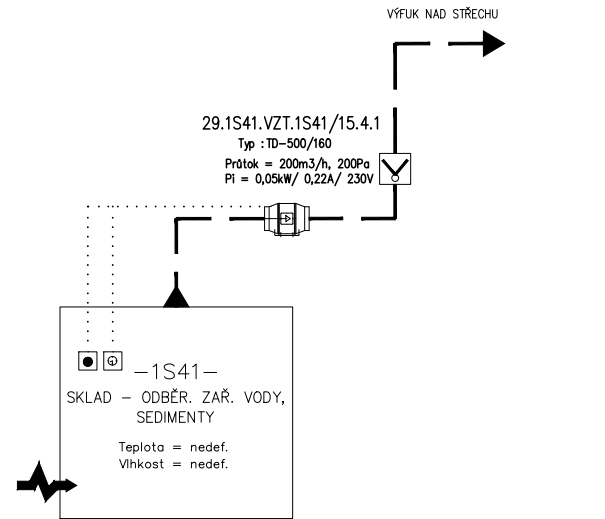 VÝFUK NAD STŘECHU
29.1S41.VZT.1S41/15.4.1
Typ :TD-500/160
Průtok = 200m3/h, 200Pa
Pi = 0,05kW/ 0,22A/ 230V
-1S41-
SKLAD - ODBĚR. ZAŘ. VODY,
SEDIMENTY
Teplota = nedef.
Vlhkost = nedef.